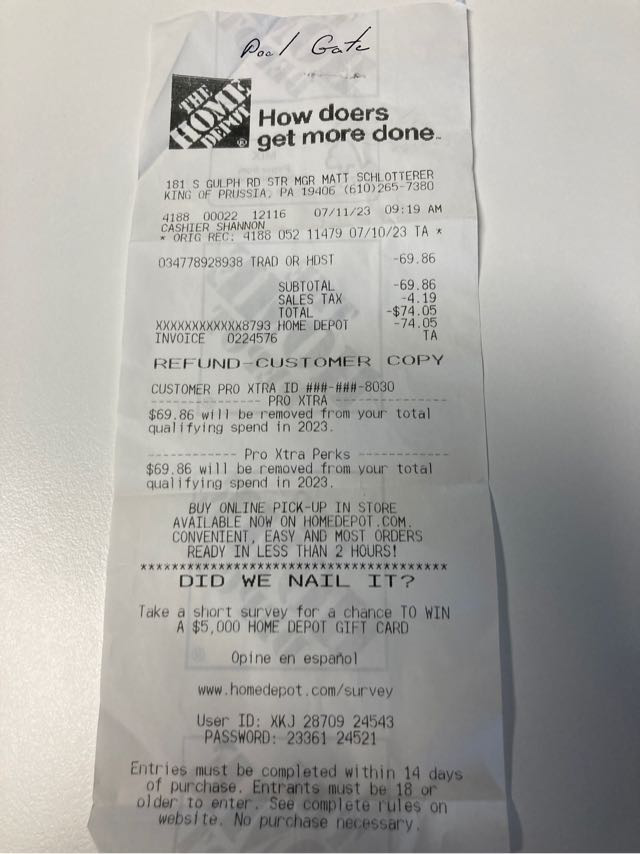 Pool Gate
THE
HOME
DEPOT
How doers
get more done™
181 S GULPH RD STR MGR MATT SCHLOTTERER
KING OF PRUSSIA, PA 19406 (610)265-7380
4188 00022 12116 07/11/23 09:19 AM
CASHIER SHANNON
* ORIG REC: 4188 052 11479 07/10/23 TA *
034778928938 TRAD OR HDST -69.86
SUBTOTAL -69.86
SALES TAX -4.19
TOTAL -$74.05
XXXXXXXXXXXX8793 HOME DEPOT -74.05
INVOICE 0224576 TA
REFUND-CUSTOMER COPY
CUSTOMER PRO XTRA ID ###-###-8030
--------------- PRO XTRA ---------------
$69.86 will be removed from your total
qualifying spend in 2023.
------------ Pro Xtra Perks ------------
$69.86 will be removed from your total
qualifying spend in 2023.
BUY ONLINE PICK-UP IN STORE
AVAILABLE NOW ON HOMEDEPOT.COM.
CONVENIENT, EASY AND MOST ORDERS
READY IN LESS THAN 2 HOURS!
****************************************
DID WE NAIL IT?
Take a short survey for a chance TO WIN
A $5,000 HOME DEPOT GIFT CARD
Opine en español
www.homedepot.com/survey
User ID: XKJ 28709 24543
PASSWORD: 23361 24521
Entries must be completed within 14 days
of purchase. Entrants must be 18 or
older to enter. See complete rules on
website. No purchase necessary.